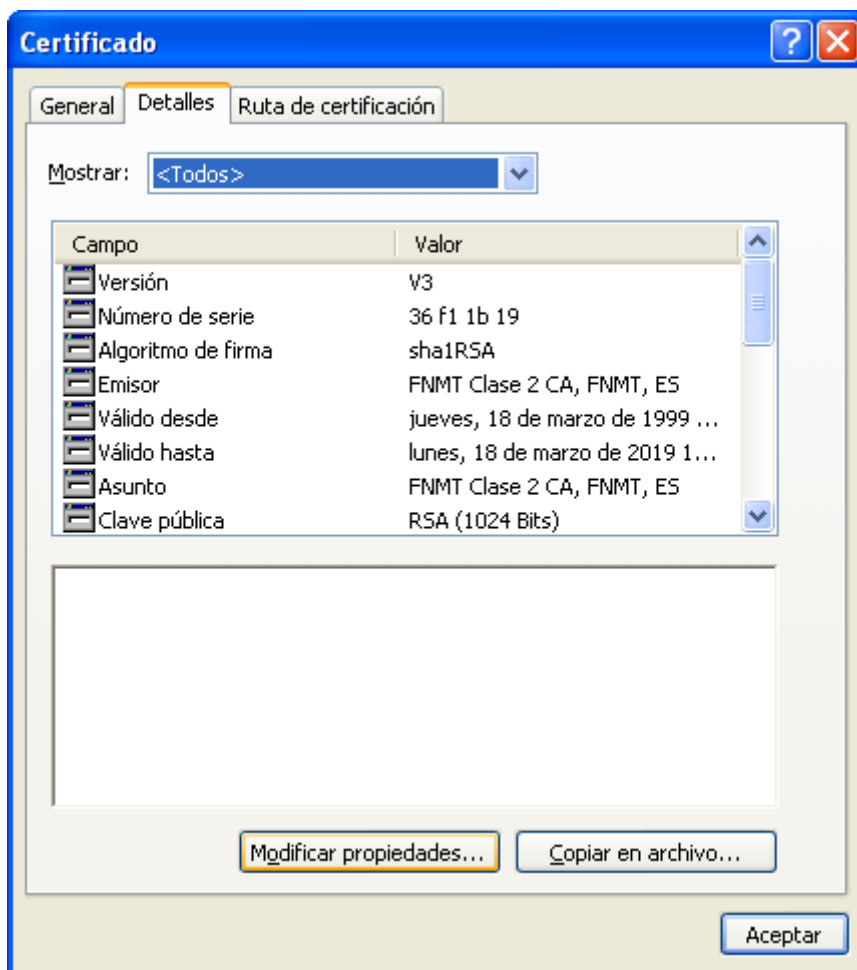 Certificado
General Detalles Ruta de certificación
Mostrar: <Todos>
Campo Valor
Versión V3
Número de serie 36 f1 1b 19
Algoritmo de firma sha1RSA
Emisor FNMT Clase 2 CA, FNMT, ES
Válido desde jueves, 18 de marzo de 1999 ...
Válido hasta lunes, 18 de marzo de 2019 1...
Asunto FNMT Clase 2 CA, FNMT, ES
Clave pública RSA (1024 Bits)
Modificar propiedades... Copiar en archivo...
Aceptar